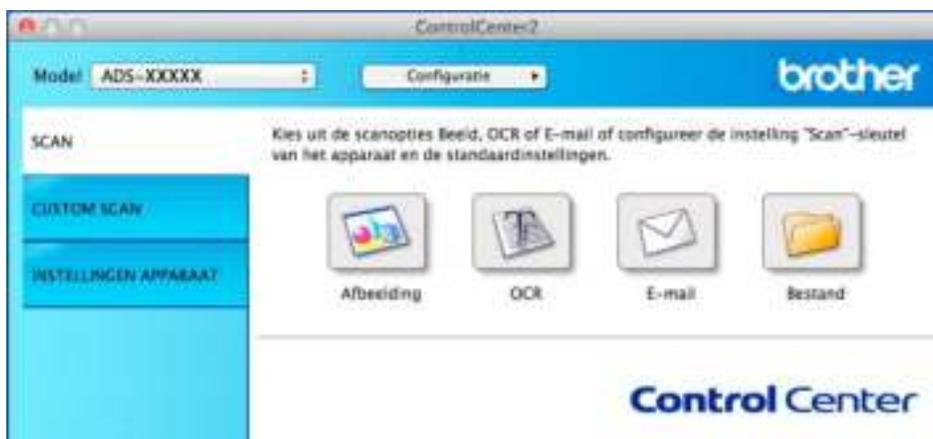 ControlCenter2
Model ADS-XXXXX Configuratie brother
SCAN
CUSTOM SCAN
INSTELLINGEN APPARAAT
Kies uit de scanopties Beeld, OCR of E-mail of configureer de instelling "Scan"-sleutel
van het apparaat en de standaardinstellingen.
Afbeelding OCR E-mail Bestand
Control Center